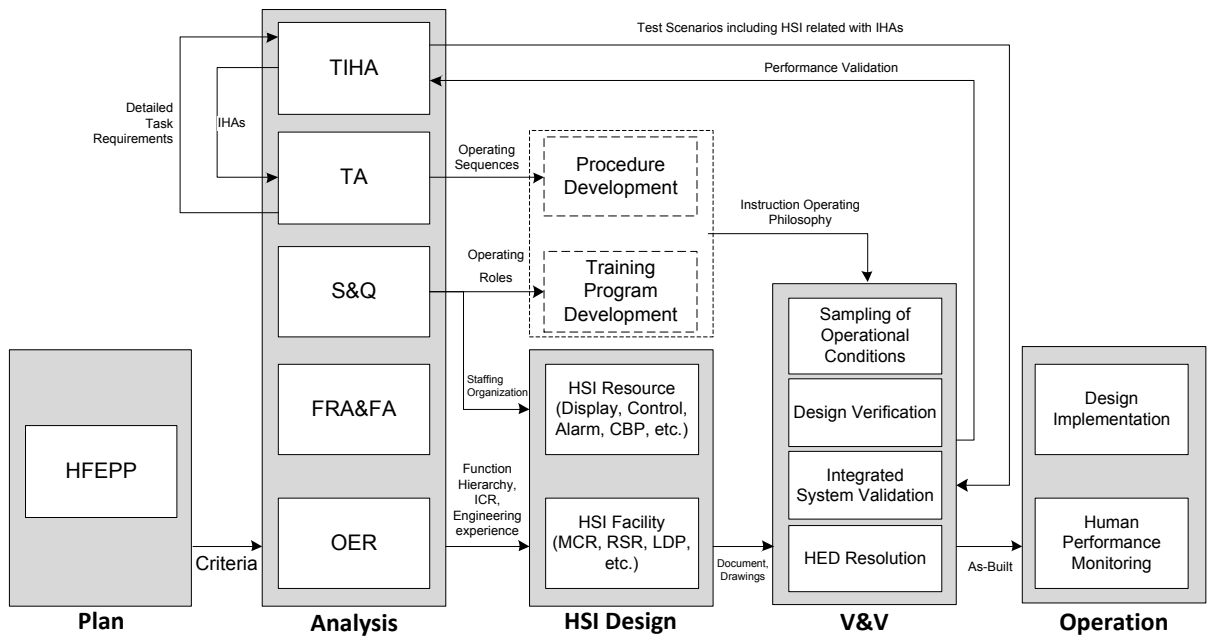 Test Scenarios including HSI related with IHAs
Performance Validation
Detailed
Task
Requirements
IHAs
TIHA
TA
S&Q
FRA&FA
OER
HFEPP
Criteria
Operating
Sequences
Operating
Roles
Staffing
Organization
Function
Hierarchy,
ICR,
Engineering
experience
Procedure
Development
Training
Program
Development
Instruction Operating
Philosophy
HSI Resource
(Display, Control,
Alarm, CBP, etc.)
HSI Facility
(MCR, RSR, LDP,
etc.)
Document,
Drawings
Sampling of
Operational
Conditions
Design Verification
Integrated
System Validation
HED Resolution
As-Built
Design
Implementation
Human
Performance
Monitoring
Plan
Analysis
HSI Design
V&V
Operation